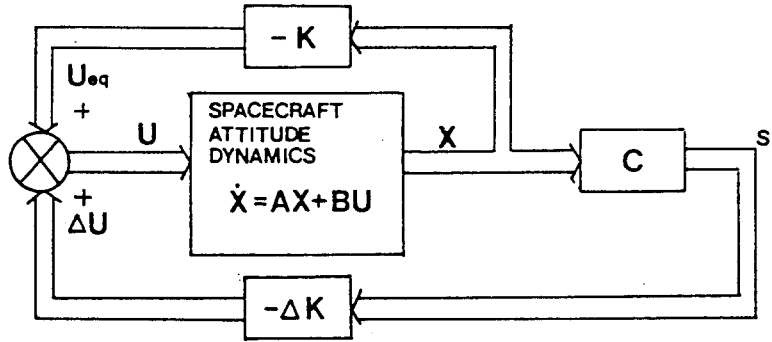 - K
Ueq
+
U
SPACECRAFT
ATTITUDE
DYNAMICS
Ẋ = AX+BU
X
C
S
+
ΔU
-ΔK